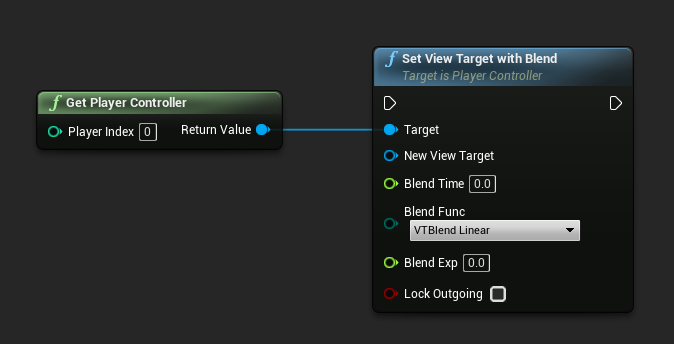 f Get Player Controller
Player Index 0 Return Value
f Set View Target with Blend
Target is Player Controller
Target
New View Target
Blend Time 0.0
Blend Func
VTBlend Linear
Blend Exp 0.0
Lock Outgoing